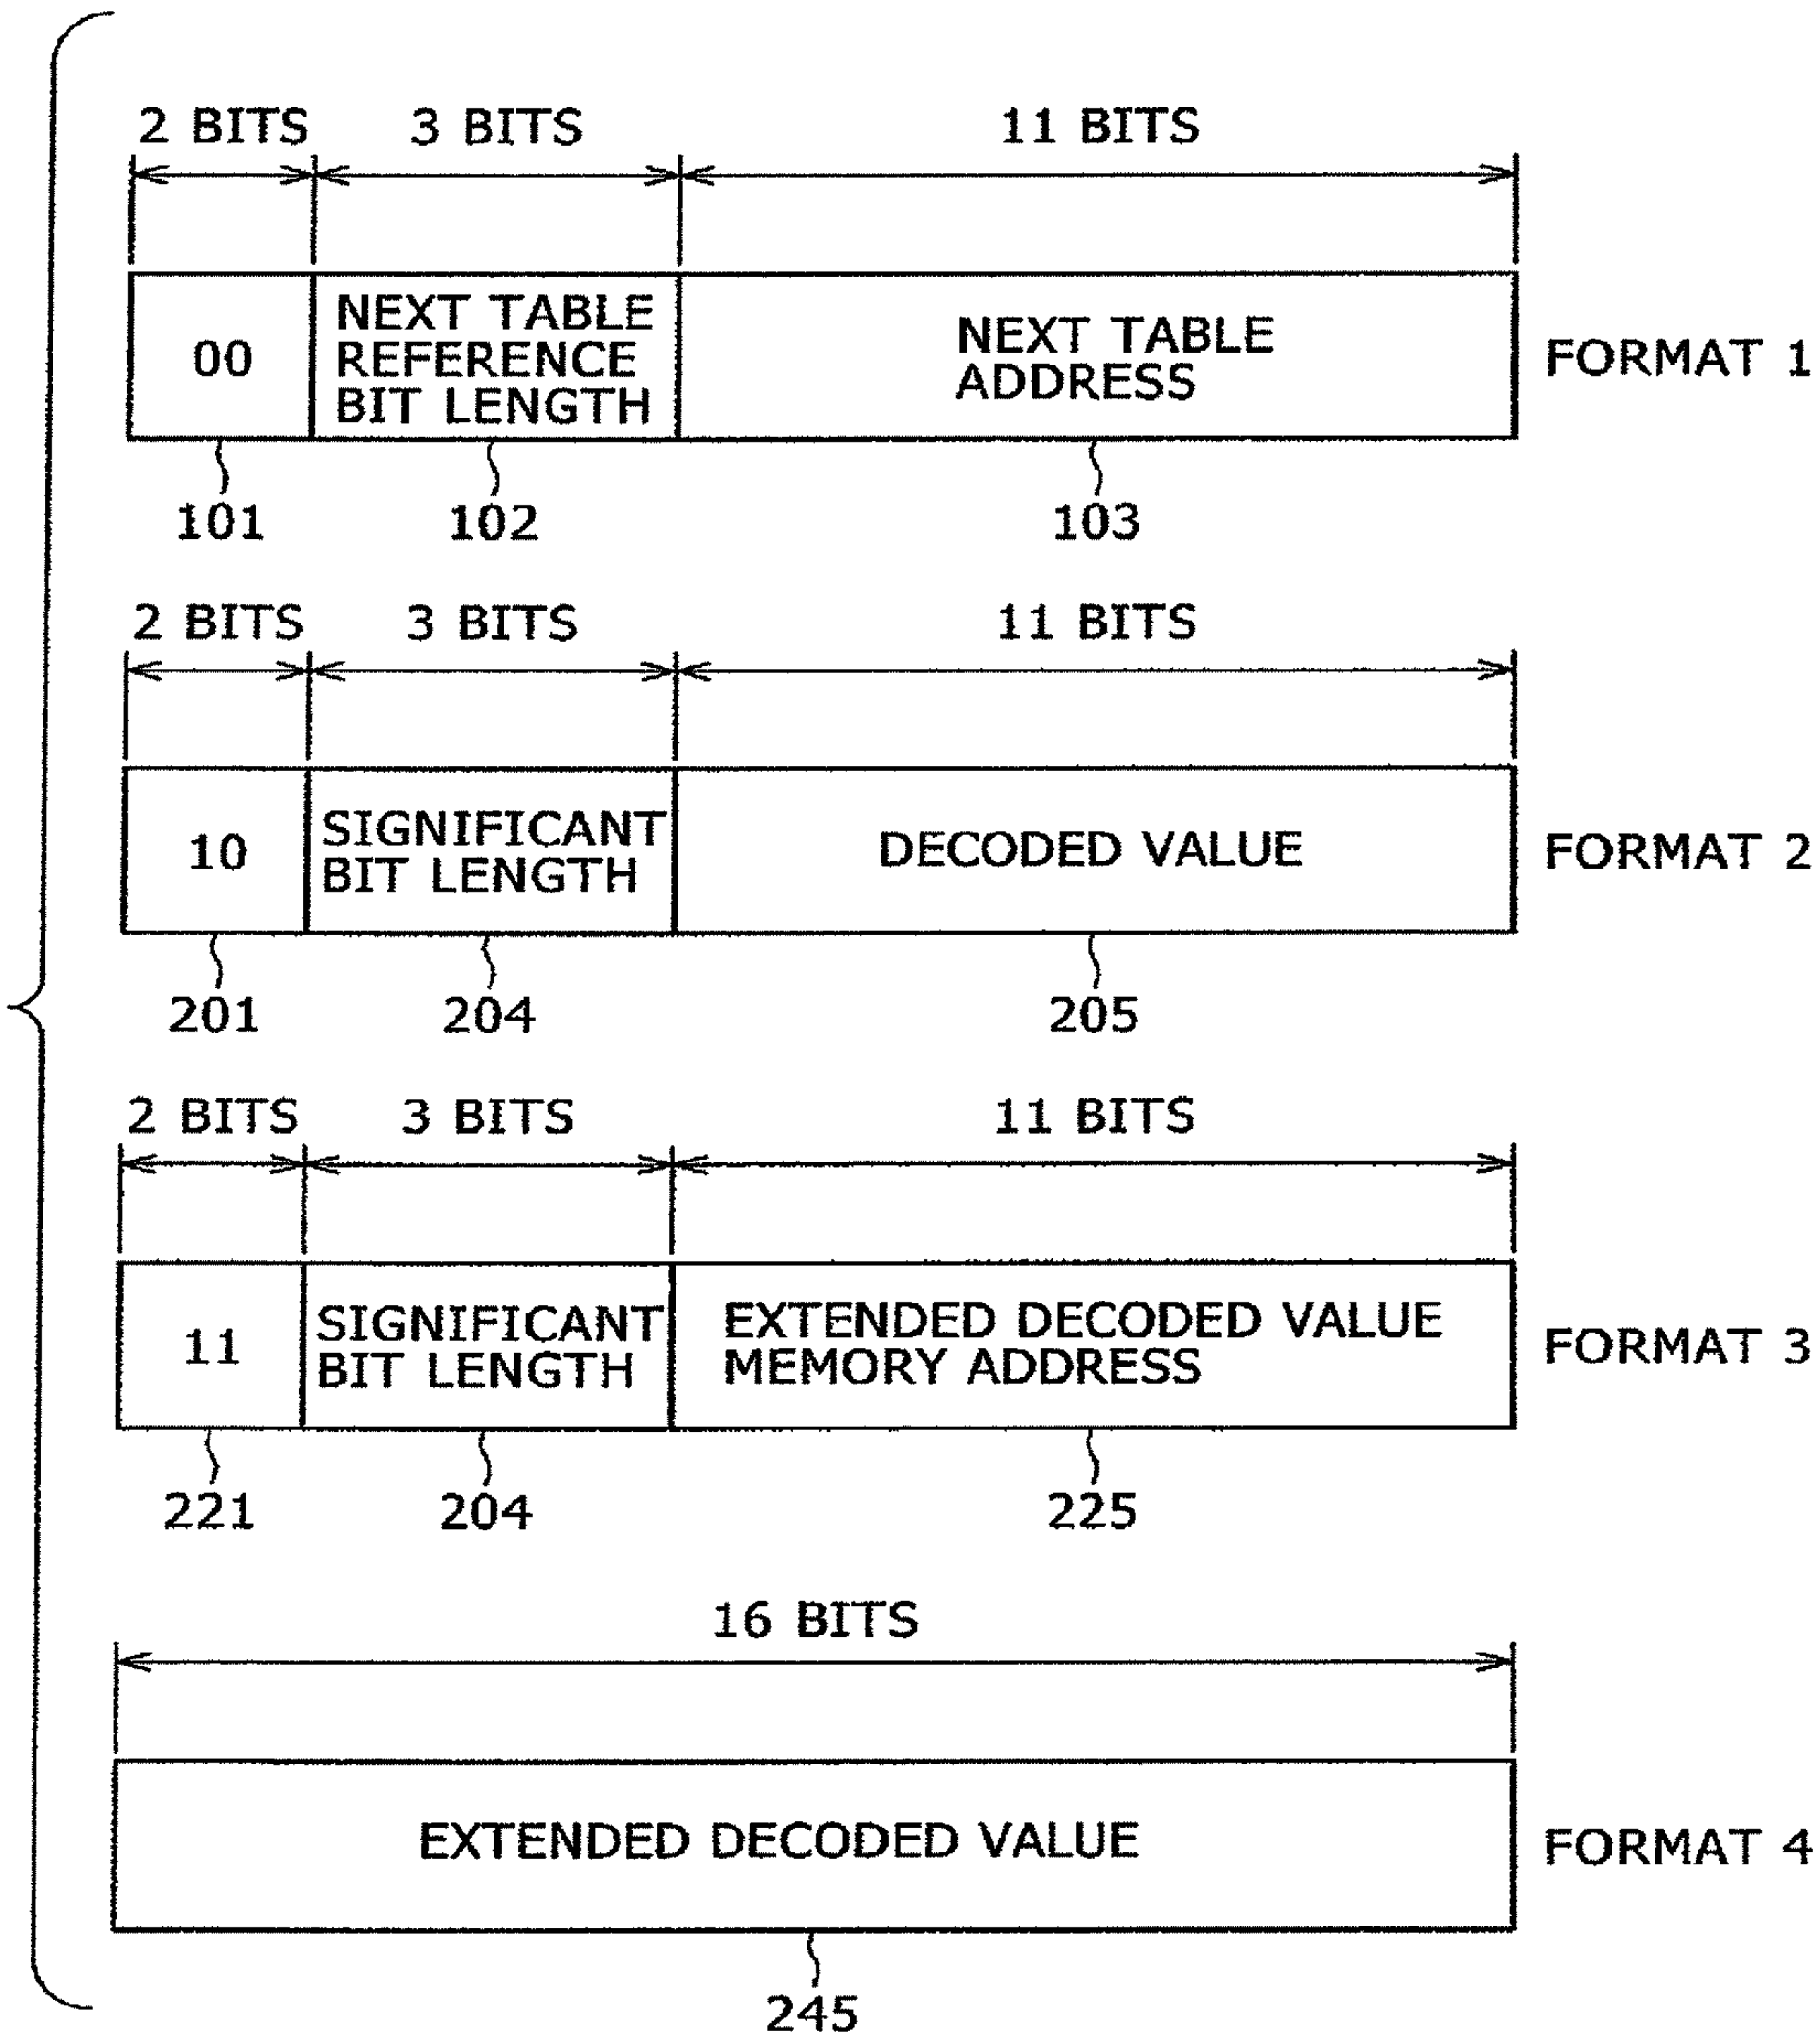 2 BITS 3 BITS 11 BITS
00
NEXT TABLE
REFERENCE
BIT LENGTH
NEXT TABLE
ADDRESS
FORMAT 1
101 102 103
2 BITS 3 BITS 11 BITS
10
SIGNIFICANT
BIT LENGTH
DECODED VALUE
FORMAT 2
201 204 205
2 BITS 3 BITS 11 BITS
11
SIGNIFICANT
BIT LENGTH
EXTENDED DECODED VALUE
MEMORY ADDRESS
FORMAT 3
221 204 225
16 BITS
EXTENDED DECODED VALUE
FORMAT 4
245